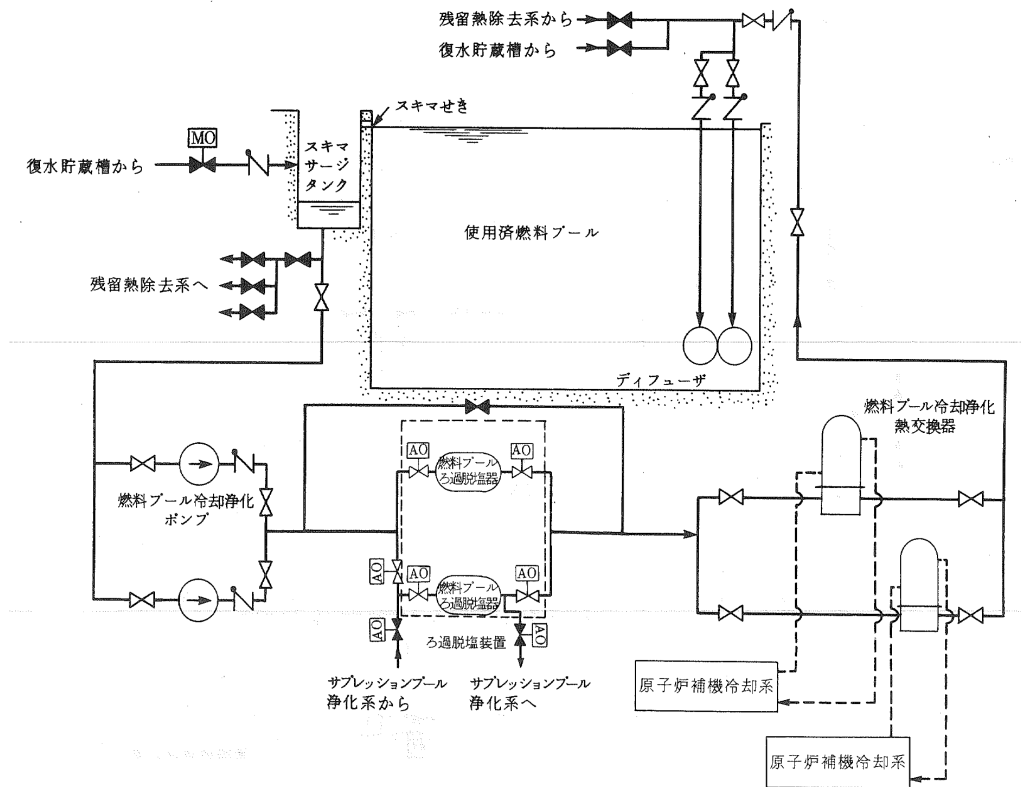 残留熱除去系から
復水貯蔵槽から
スキマせき
MO
スキマ
サージ
タンク
復水貯蔵槽から
使用済燃料プール
残留熱除去系へ
ディフューザ
燃料プール冷却浄化
熱交換器
AO
AO
燃料プール
ろ過脱塩器
燃料プール冷却浄化
ポンプ
AO
AO
AO
燃料プール
ろ過脱塩器
AO
AO
ろ過脱塩装置
サプレッションプール
浄化系から
サプレッションプール
浄化系へ
原子炉補機冷却系
原子炉補機冷却系